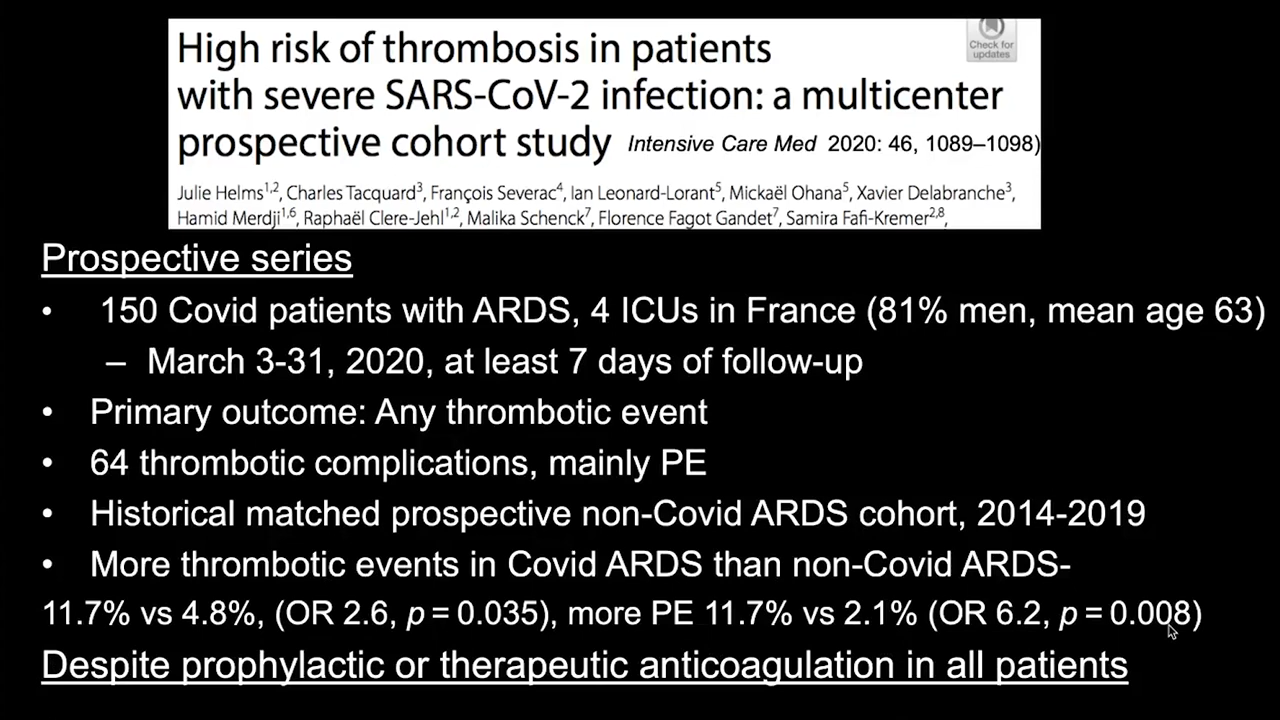 High risk of thrombosis in patients
with severe SARS-CoV-2 infection: a multicenter
prospective cohort study Intensive Care Med 2020: 46, 1089–1098)
Check for
updates
Julie Helms1,2, Charles Tacquard3, François Severac4, Ian Leonard-Lorant5, Mickaël Ohana5, Xavier Delabranche3,
Hamid Merdji1,6, Raphaël Clere-Jehl1,2, Malika Schenck7, Florence Fagot Gandet7, Samira Fafi-Kremer2,8,
Prospective series
• 150 Covid patients with ARDS, 4 ICUs in France (81% men, mean age 63)
– March 3-31, 2020, at least 7 days of follow-up
• Primary outcome: Any thrombotic event
• 64 thrombotic complications, mainly PE
• Historical matched prospective non-Covid ARDS cohort, 2014-2019
• More thrombotic events in Covid ARDS than non-Covid ARDS-
11.7% vs 4.8%, (OR 2.6, p = 0.035), more PE 11.7% vs 2.1% (OR 6.2, p = 0.008)
Despite prophylactic or therapeutic anticoagulation in all patients